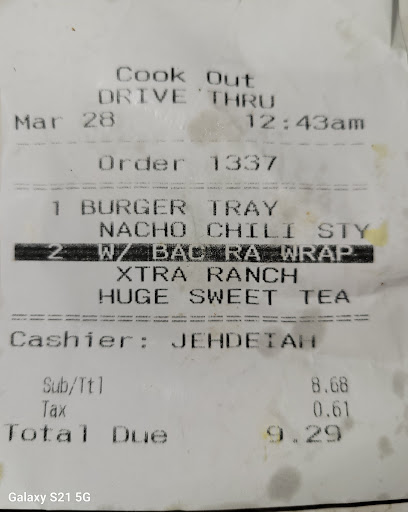 Cook Out
DRIVE THRU
Mar 28 12:43am
Order 1337
1 BURGER TRAY
NACHO CHILI STY
2 W/ BAC RA WRAP
XTRA RANCH
HUGE SWEET TEA
Cashier: JEHDEIAH
Sub/Ttl 8.68
Tax 0.61
Total Due 9.29
Galaxy S21 5G